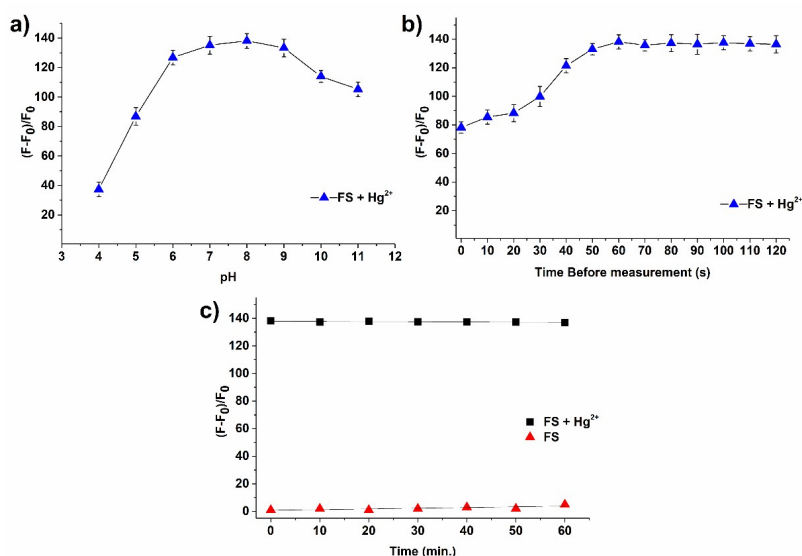 a)
(F-F₀)/F₀
140
120
100
80
60
40
20
3 4 5 6 7 8 9 10 11 12
pH
FS + Hg²⁺
b)
(F-F₀)/F₀
140
120
100
80
60
40
20
0 10 20 30 40 50 60 70 80 90 100 110 120
Time Before measurement (s)
FS + Hg²⁺
c)
(F-F₀)/F₀
140
120
100
80
60
40
20
0
0 10 20 30 40 50 60
Time (min.)
FS + Hg²⁺
FS